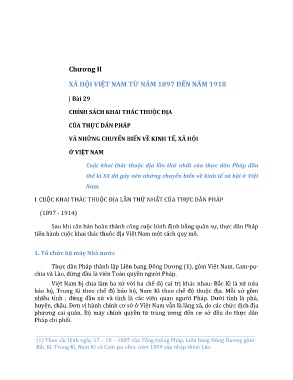 Chương II
XÃ HỘI VIỆT NAM TỪ NĂM 1897 ĐẾN NĂM 1918
| Bài 29
CHÍNH SÁCH KHAI THÁC THUỘC ĐỊA
CỦA THỰC DÂN PHÁP
VÀ NHỮNG CHUYỂN BIẾN VỀ KINH TẾ, XÃ HỘI
Ở VIỆT NAM
Cuộc khai thác thuộc địa lần thứ nhất của thực dân Pháp đầu
thế kỉ XX đã gây nên những chuyển biến về kinh tế xã hội ở Việt
Nam.
I. CUỘC KHAI THÁC THUỘC ĐỊA LẦN THỨ NHẤT CỦA THỰC DÂN PHÁP
(1897 - 1914)
Sau khi căn bản hoàn thành công cuộc bình định bằng quân sự, thực dân Pháp
tiến hành cuộc khai thác thuộc địa Việt Nam một cách quy mô.
1. Tổ chức bộ máy Nhà nước
Thực dân Pháp thành lập Liên bang Đông Dương (1), gồm Việt Nam, Cam-pu-
chia và Lào, đứng đầu là viên Toàn quyền người Pháp.
Việt Nam bị chia làm ba xứ với ba chế độ cai trị khác nhau: Bắc Kì là xứ nửa
bảo hộ, Trung Kì theo chế độ bảo hộ, Nam Kì theo chế độ thuộc địa. Mỗi xứ gồm
nhiều tỉnh ; đứng đầu xứ và tỉnh là các viên quan người Pháp. Dưới tỉnh là phủ,
huyện, châu. Đơn vị hành chính cơ sở ở Việt Nam vẫn là làng xã, do các chức dịch địa
phương cai quản. Bộ máy chính quyền từ trung ương đến cơ sở đều do thực dân
Pháp chi phối.
(1) Theo sắc lệnh ngày 17 – 10 – 1887 của Tổng thống Pháp, Liên bang Đông Dương gồm
Bắc Kì, Trung Kì, Nam Kì và Cam-pu-chia; năm 1899 sáp nhập thêm Lào.